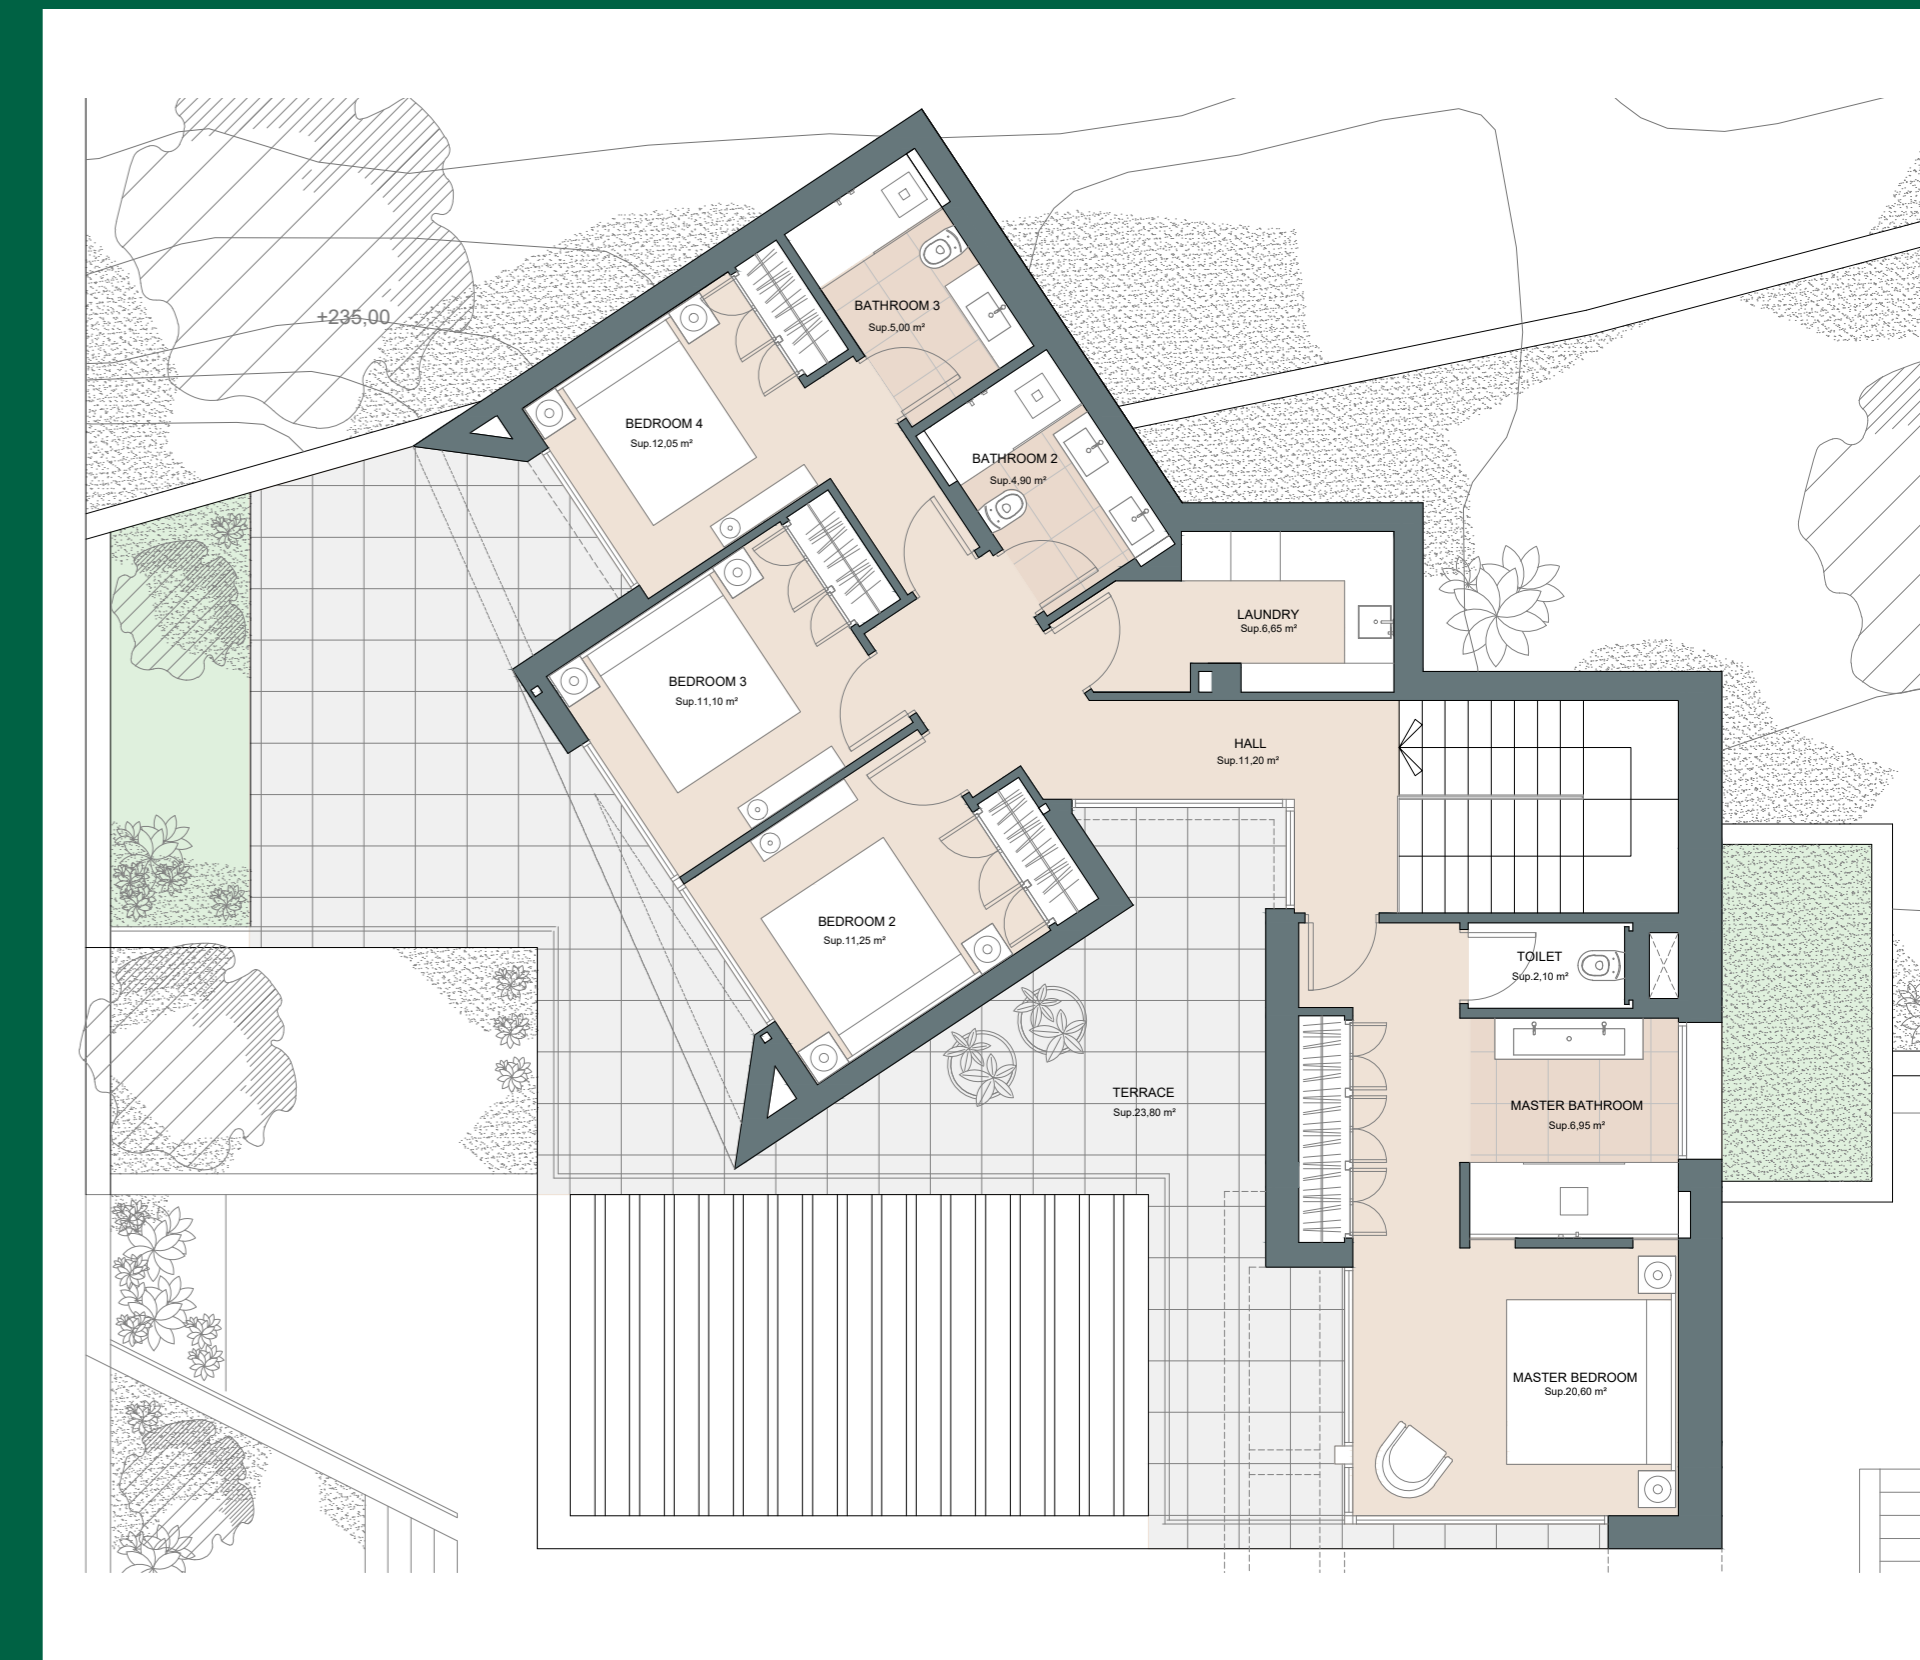 BATHROOM 3
Sup.5,00 m²
+235,00
BEDROOM 4
Sup.12,05 m²
BATHROOM 2
Sup.4,90 m²
LAUNDRY
Sup.6,65 m²
BEDROOM 3
Sup.11,10 m²
HALL
Sup.11,20 m²
BEDROOM 2
Sup.11,25 m²
TOILET
Sup.2,10 m²
TERRACE
Sup.23,80 m²
MASTER BATHROOM
Sup.6,95 m²
MASTER BEDROOM
Sup.20,60 m²